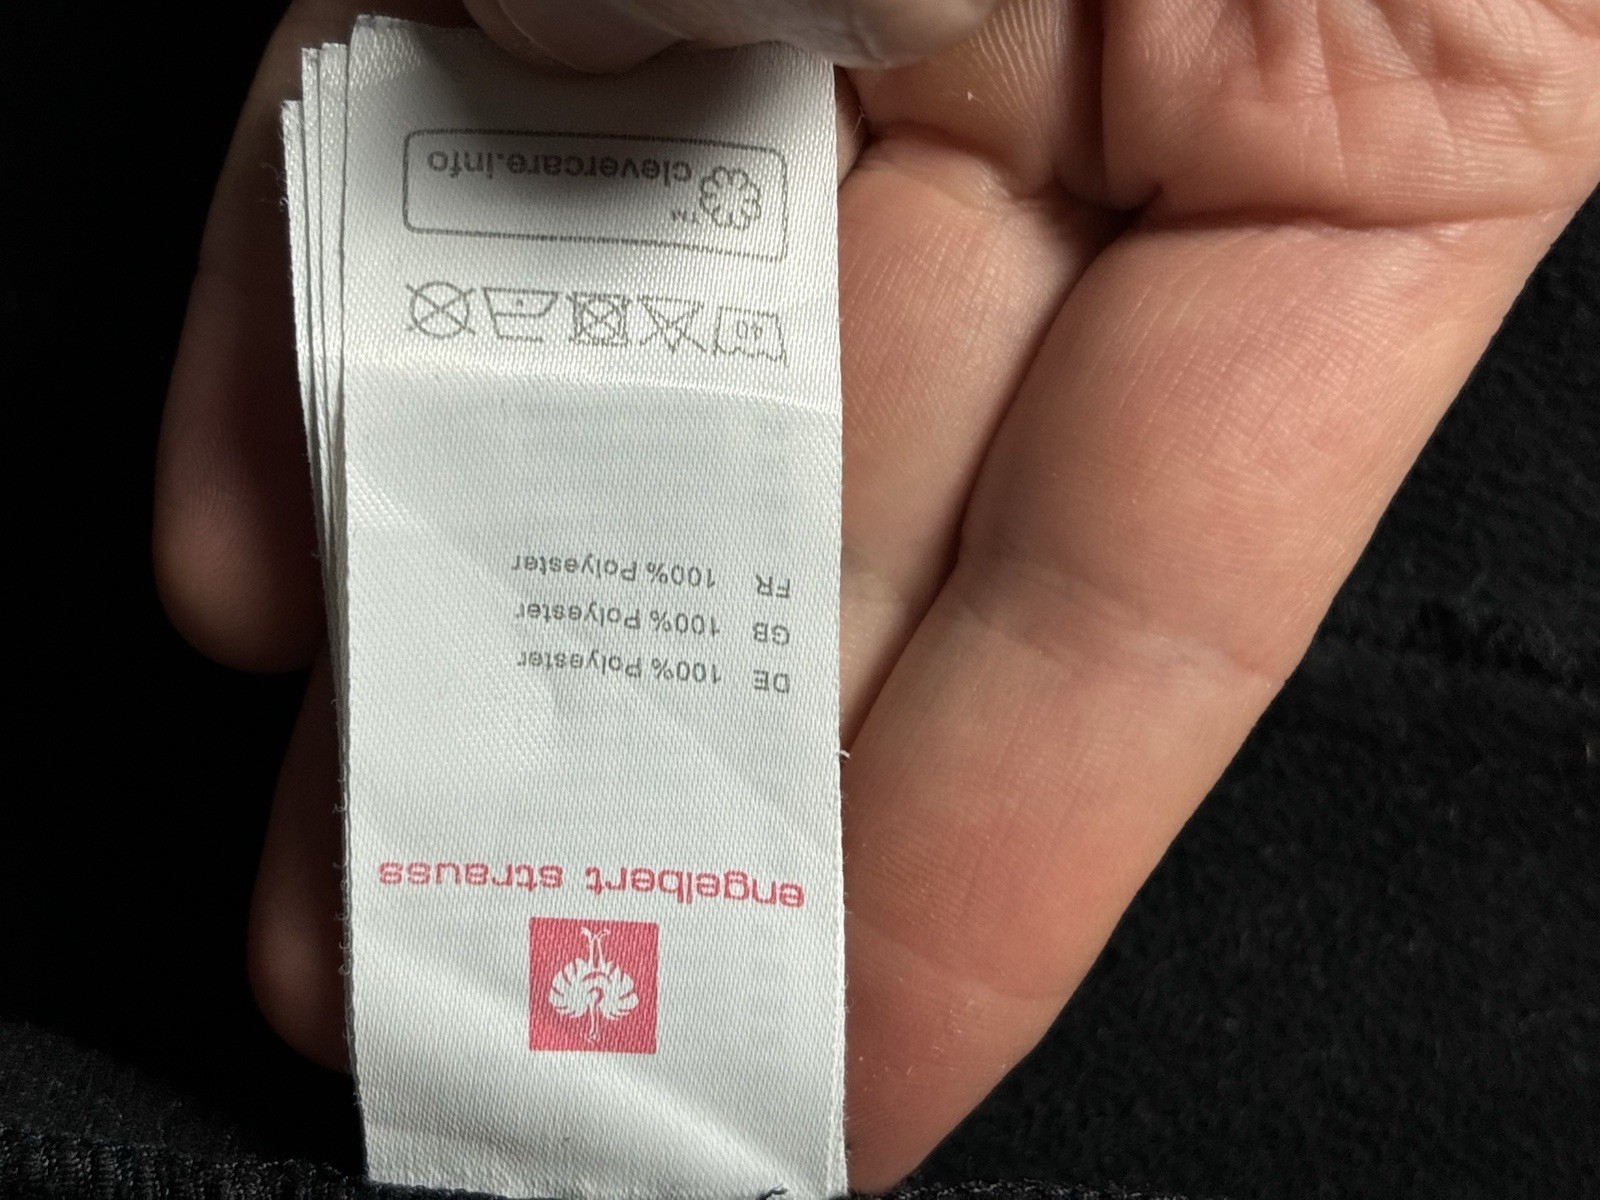 engelbert strauss
DE 100% Polyester
GB 100% Polyester
FR 100% Polyester
40
clevercare.info
TM